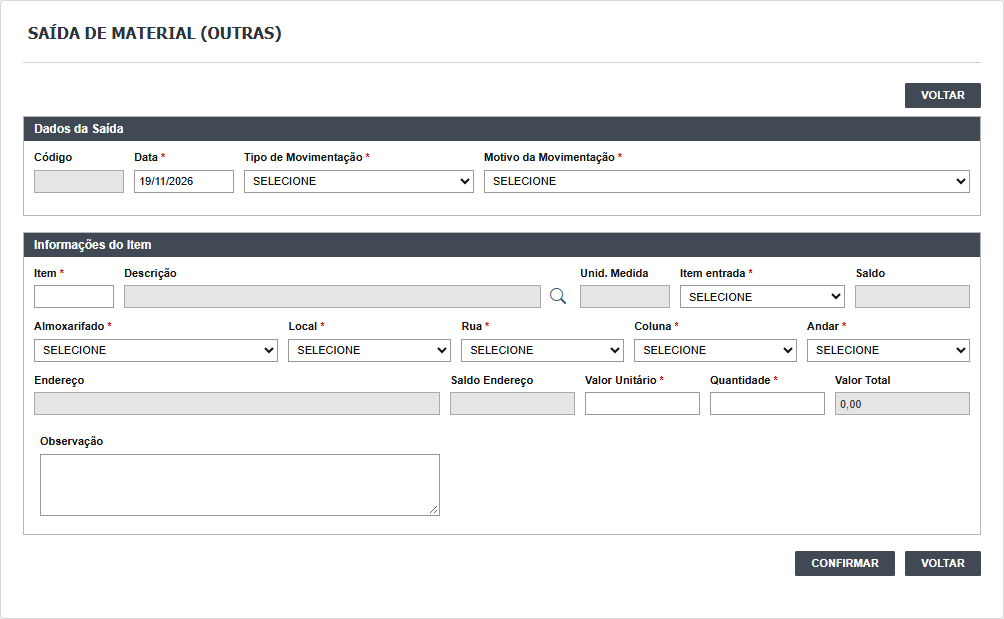 SAÍDA DE MATERIAL (OUTRAS)
VOLTAR
Dados da Saída
Código Data * Tipo de Movimentação * Motivo da Movimentação *
19/11/2026 SELECIONE SELECIONE
Informações do Item
Item * Descrição Unid. Medida Item entrada * Saldo
SELECIONE
Almoxarifado * Local * Rua * Coluna * Andar *
SELECIONE SELECIONE SELECIONE SELECIONE SELECIONE
Endereço Saldo Endereço Valor Unitário * Quantidade * Valor Total
0,00
Observação
CONFIRMAR VOLTAR